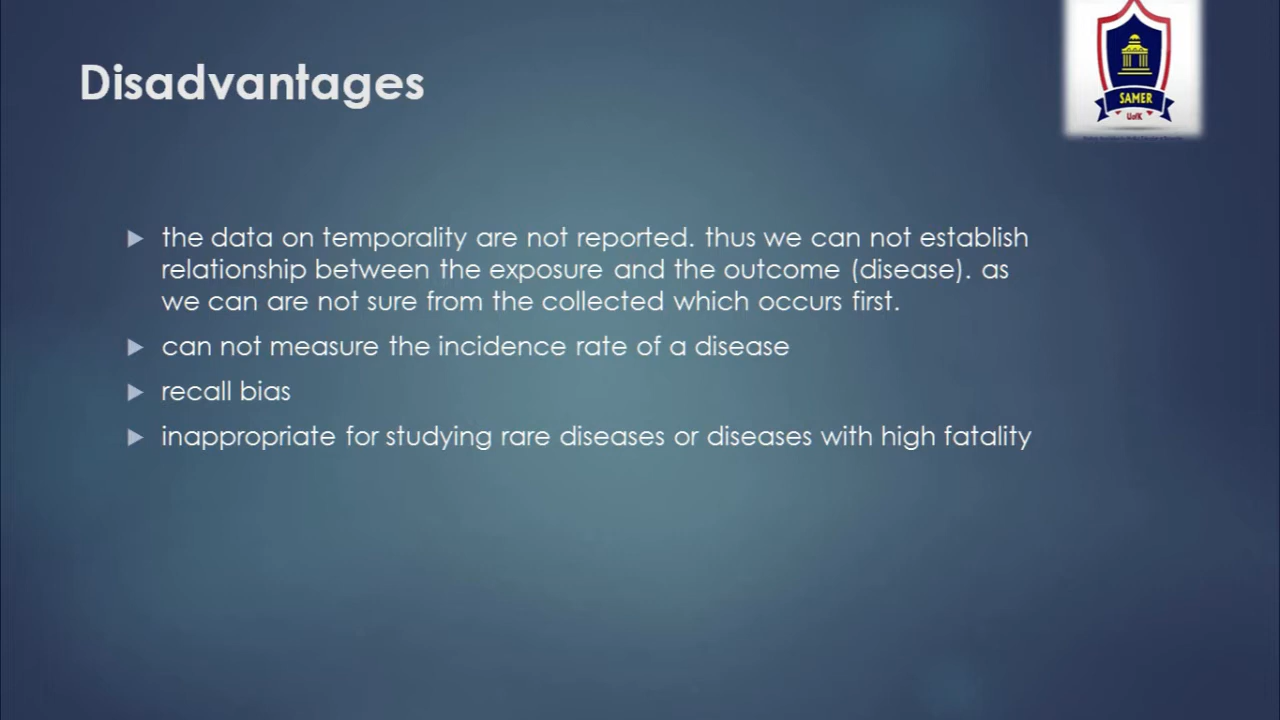 Disadvantages
SAMER
UofK
the data on temporality are not reported. thus we can not establish
relationship between the exposure and the outcome (disease). as
we can are not sure from the collected which occurs first.
can not measure the incidence rate of a disease
recall bias
inappropriate for studying rare diseases or diseases with high fatality